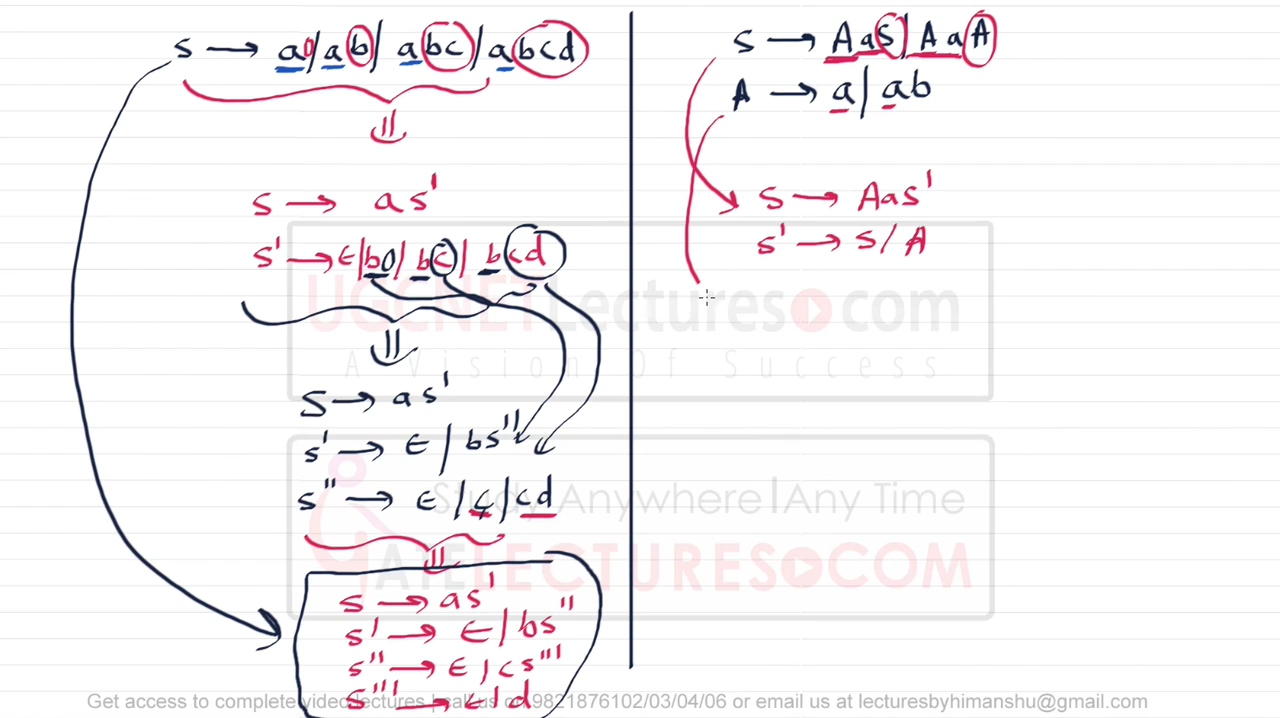 S → a/ab/abc/abcd
||
S → aS'
S' → ∈/b/bc/bcd
||
S → aS'
S' → ∈/bS''
S'' → ∈/c/cd
||
S → aS'
S' → ∈/bS''
S'' → ∈/cS'''
S''' → ∈/d
S → AaS/AaA
A → a/ab
S → AaS'
S' → S/A
UGCNETLectures.com
A Vision Of Success
Study Anywhere|Any Time
GATELECTURES.COM
Get access to complete video lectures | call us on 9821876102/03/04/06 or email us at lecturesbyhimanshu@gmail.com